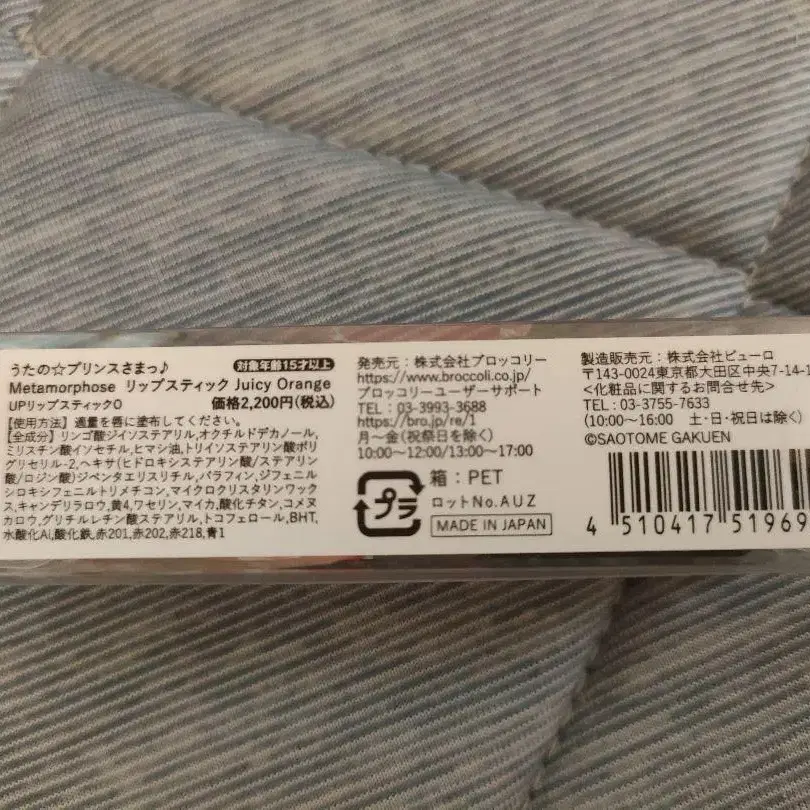 うたの☆プリンスさまっ♪ 対象年齢15才以上
Metamorphose リップスティック Juicy Orange
UPリップスティックO 価格2,200円(税込)
【使用方法】適量を唇に塗布してください。
【全成分】リンゴ酸ジイソステアリル,オクチルドデカノール,
ミリスチン酸イソセチル,ヒマシ油,トリイソステアリン酸ポリ
グリセリル-2,ヘキサ(ヒドロキシステアリン酸/ステアリン
酸/ロジン酸)ジペンタエリスリチル,パラフィン,ジフェニル
シロキシフェニルトリメチコン,マイクロクリスタリンワック
ス,キャンデリラロウ,黄4,ワセリン,マイカ,酸化チタン,コメヌ
カロウ,グリチルレチン酸ステアリル,トコフェロール,BHT,
水酸化Al,酸化鉄,赤201,赤202,赤218,青1
発売元:株式会社ブロッコリー
https://www.broccoli.co.jp/
ブロッコリーユーザーサポート
TEL:03-3993-3688
https://bro.jp/re/1
月～金(祝祭日を除く)
10:00～12:00/13:00～17:00
プラ
箱:PET
ロットNo.AUZ
MADE IN JAPAN
製造販売元:株式会社ピューロ
〒143-0024東京都大田区中央7-14-1
<化粧品に関するお問合せ先>
TEL:03-3755-7633
(10:00～16:00 土・日・祝日は除く)
©SAOTOME GAKUEN
4 510417 51969